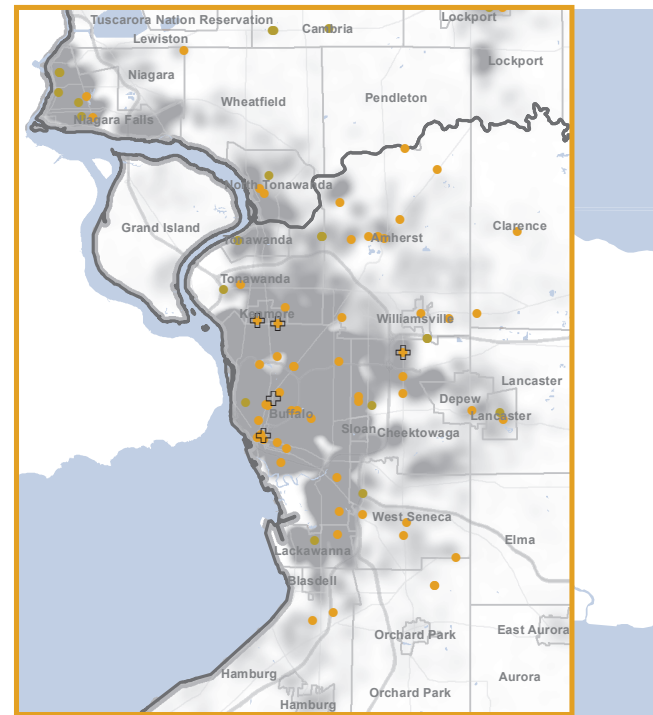 Lockport
Tuscarora Nation Reservation
Cambria
Lewiston
Lockport
Niagara
Pendleton
Wheatfield
Niagara Falls
North Tonawanda
Grand Island
Clarence
Tonawanda
Amherst
Tonawanda
Kenmore
Williamsville
Lancaster
Depew
Buffalo
Lancaster
Sloan
Cheektowaga
West Seneca
Elma
Lackawanna
Blasdell
East Aurora
Orchard Park
Hamburg
Aurora
Orchard Park
Hamburg